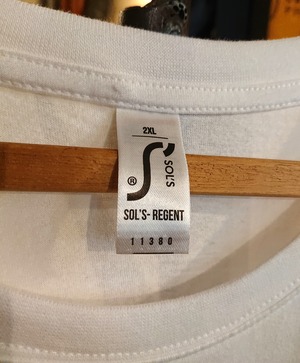 2XL
SOL'S
®
SOL'S- REGENT
11380